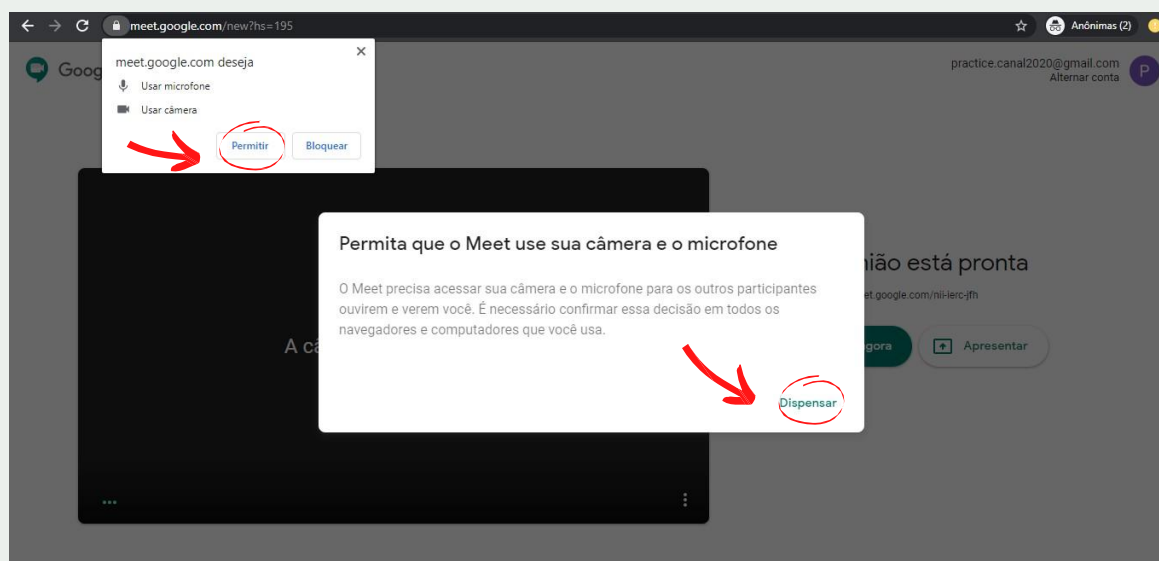 meet.google.com/new?hs=195
Anônimas (2)
meet.google.com deseja
Usar microfone
Usar câmera
Permitir Bloquear
Goog
practice.canal2020@gmail.com
Alternar conta
P
Permita que o Meet use sua câmera e o microfone
O Meet precisa acessar sua câmera e o microfone para os outros participantes
ouvirem e verem você. É necessário confirmar essa decisão em todos os
navegadores e computadores que você usa.
Dispensar
A câ
nião está pronta
et.google.com/nii-ierc-jfh
gora
Apresentar